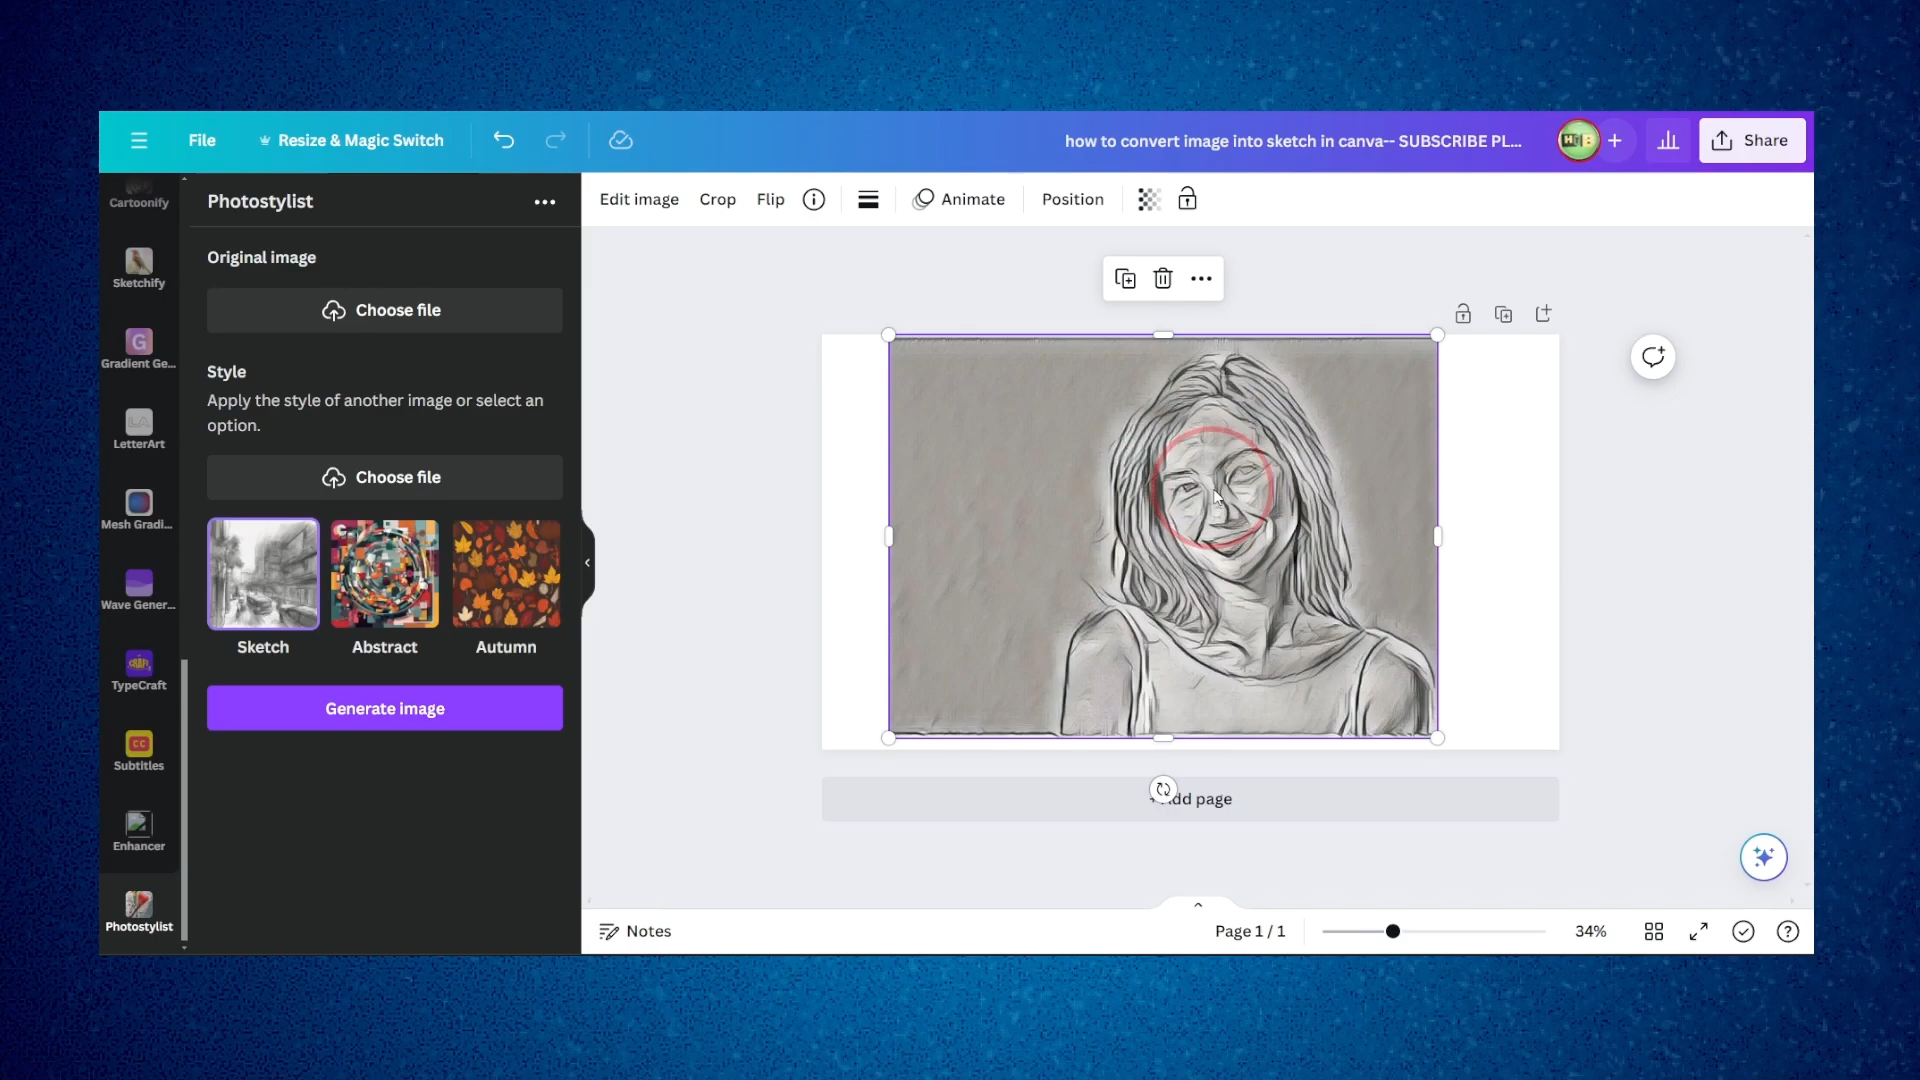 File
Resize & Magic Switch
how to convert image into sketch in canva-- SUBSCRIBE PL...
Share
Cartoonify
Sketchify
G
Gradient Ge...
LA
LetterArt
Mesh Gradi...
Wave Gener...
CRAFT
TypeCraft
CC
Subtitles
Enhancer
Photostylist
Photostylist
Original image
Choose file
Style
Apply the style of another image or select an
option.
Choose file
Sketch
Abstract
Autumn
Generate image
Edit image
Crop
Flip
Animate
Position
dd page
Notes
Page 1 / 1
34%